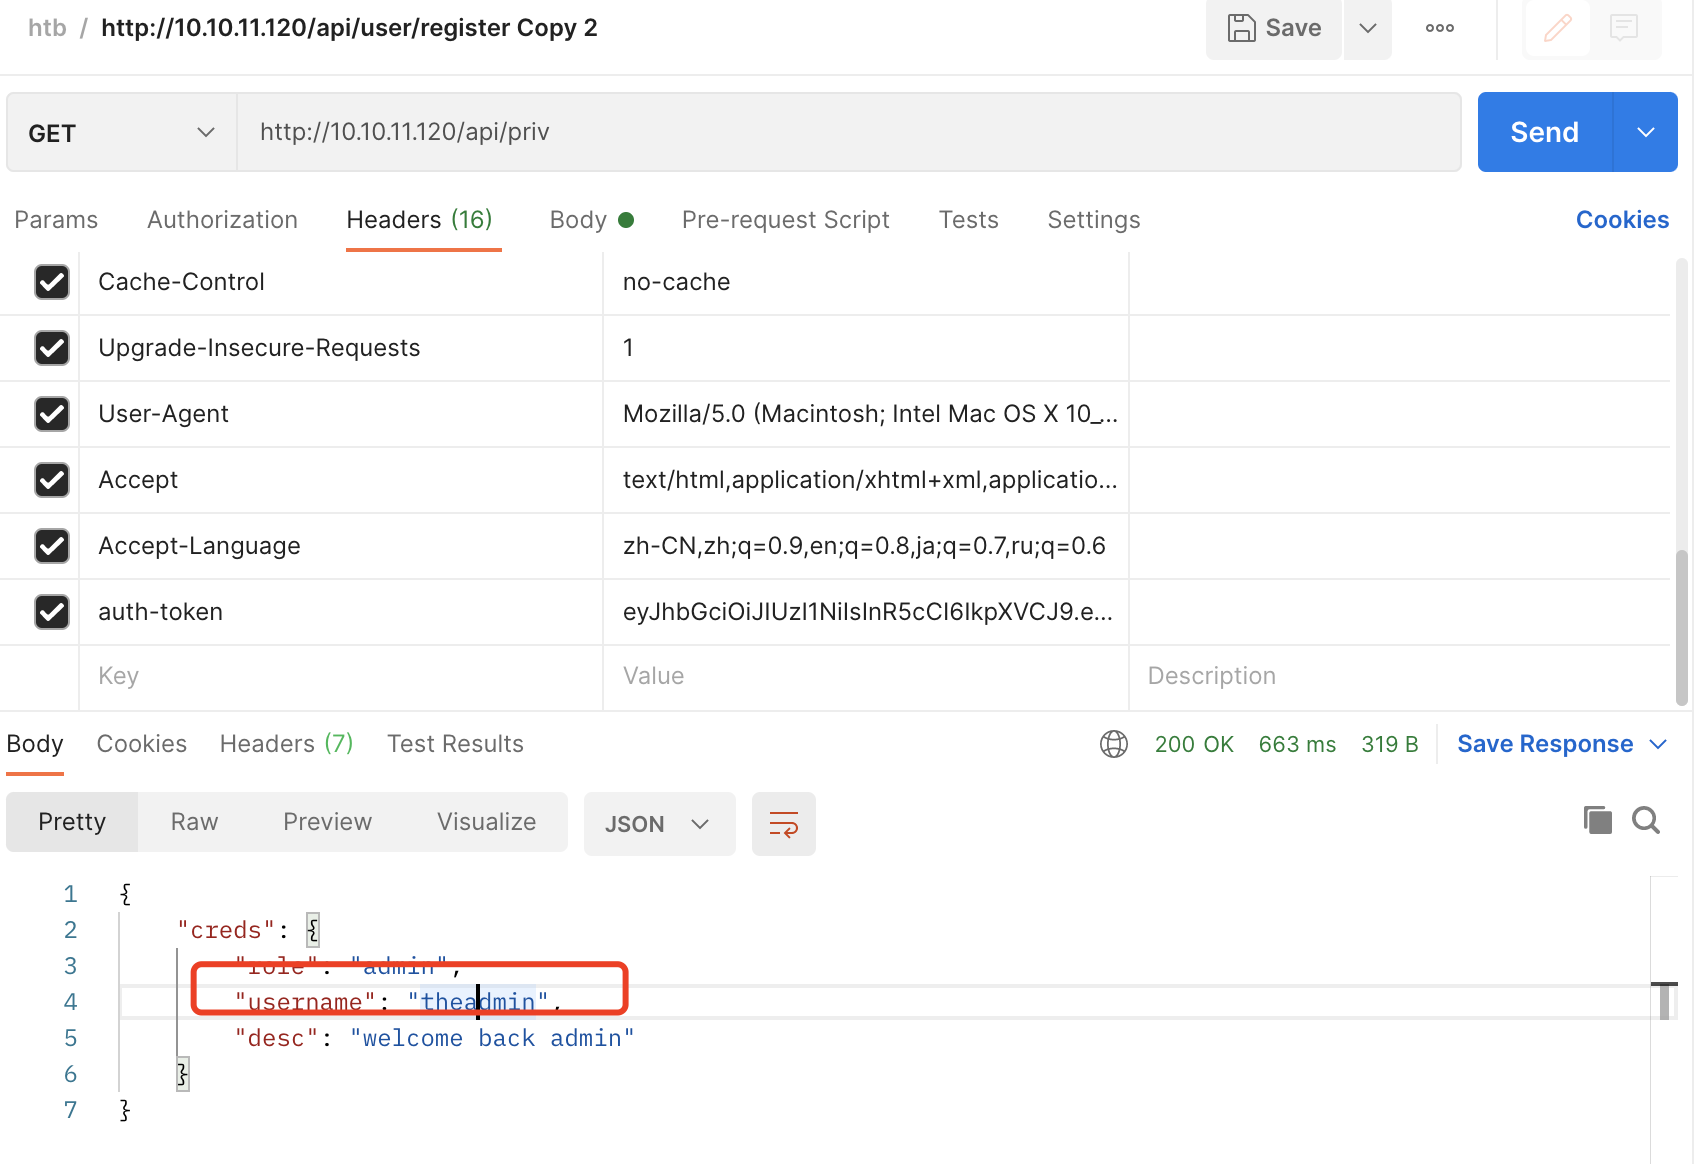 htb / http://10.10.11.120/api/user/register Copy 2
Save
GET
http://10.10.11.120/api/priv
Send
Params Authorization Headers (16) Body Pre-request Script Tests Settings Cookies
Cache-Control no-cache
Upgrade-Insecure-Requests 1
User-Agent Mozilla/5.0 (Macintosh; Intel Mac OS X 10_...
Accept text/html,application/xhtml+xml,applicatio...
Accept-Language zh-CN,zh;q=0.9,en;q=0.8,ja;q=0.7,ru;q=0.6
auth-token eyJhbGciOiJIUzI1NiIsInR5cCI6IkpXVCJ9.e...
Key Value Description
Body Cookies Headers (7) Test Results 200 OK 663 ms 319 B Save Response
Pretty Raw Preview Visualize JSON
1 {
2 "creds": {
3 "role": "admin",
4 "username": "theadmin",
5 "desc": "welcome back admin"
6 }
7 }